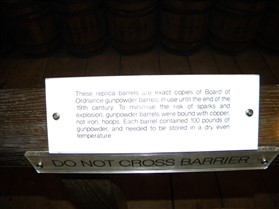 These replica barrels are exact copies of Board of
Ordnance gunpowder barrels, in use until the end of the
19th century. To minimise the risk of sparks and
explosion, gunpowder barrels were bound with copper,
not iron, hoops. Each barrel contained 100 pounds of
gunpowder, and needed to be stored in a dry, even
temperature.
DO NOT CROSS BARRIER